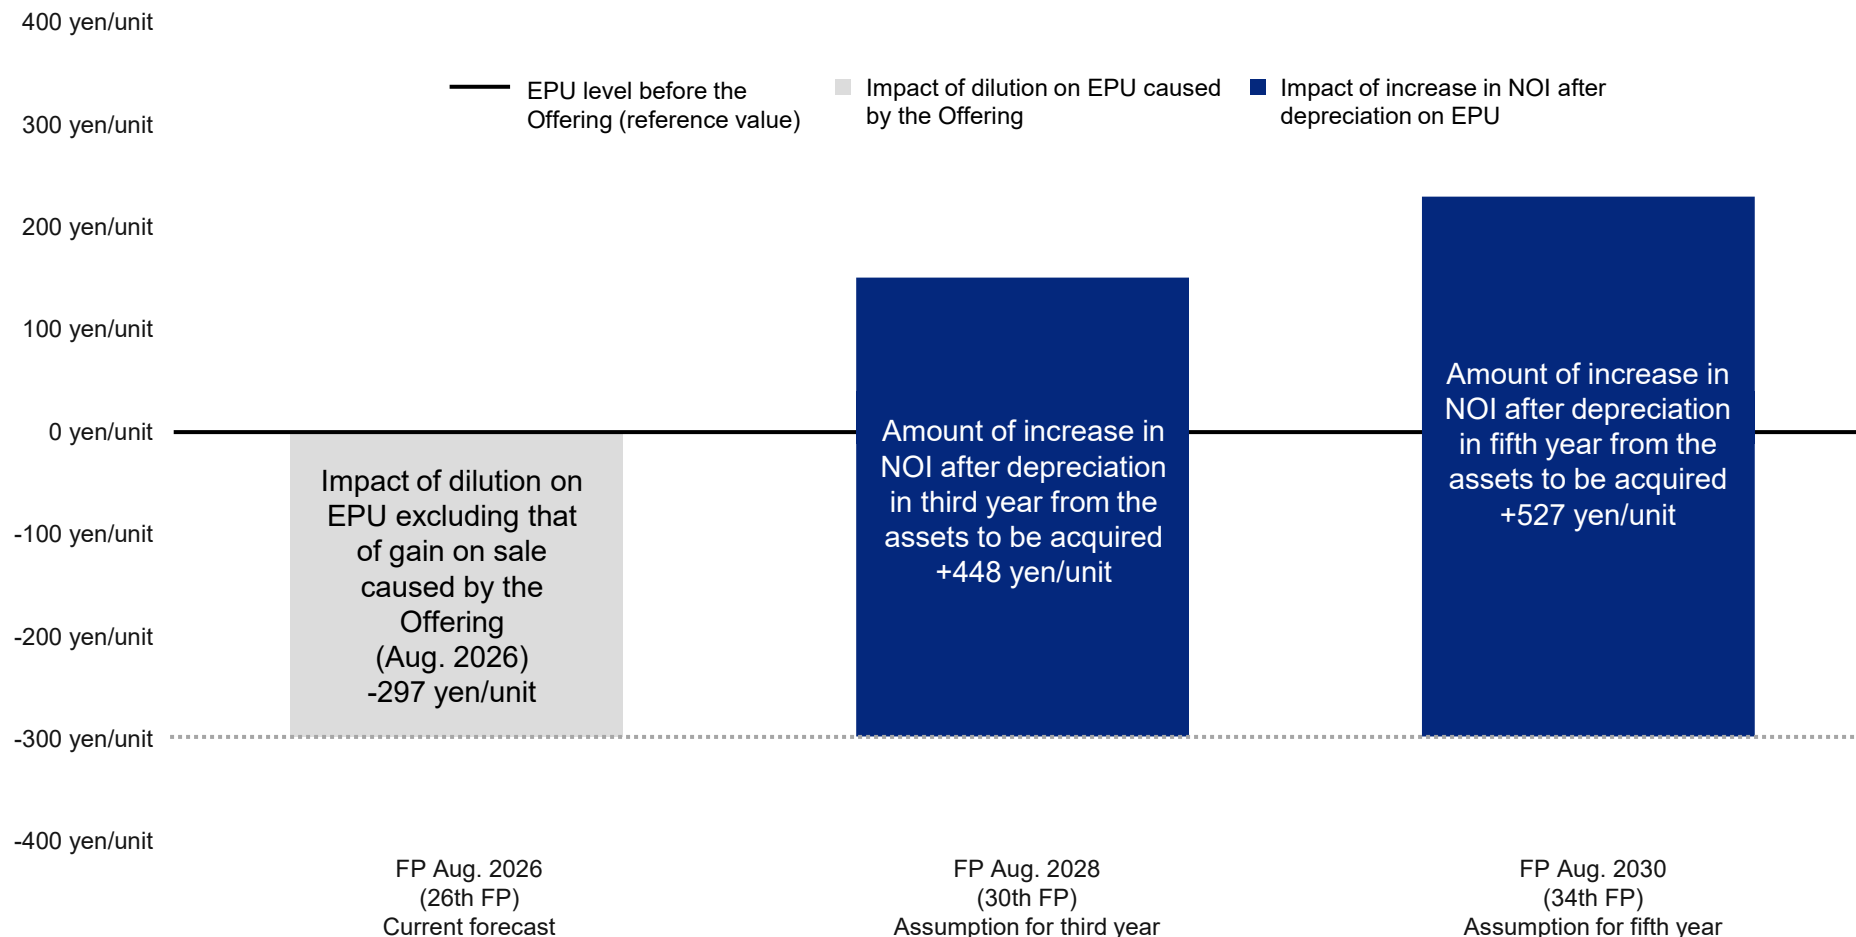 400 yen/unit
300 yen/unit
200 yen/unit
100 yen/unit
0 yen/unit
-100 yen/unit
-200 yen/unit
-300 yen/unit
-400 yen/unit
EPU level before the
Offering (reference value)
Impact of dilution on EPU caused
by the Offering
Impact of increase in NOI after
depreciation on EPU
Impact of dilution on
EPU excluding that
of gain on sale
caused by the
Offering
(Aug. 2026)
-297 yen/unit
Amount of increase in
NOI after depreciation
in third year from the
assets to be acquired
+448 yen/unit
Amount of increase in
NOI after depreciation
in fifth year from the
assets to be acquired
+527 yen/unit
FP Aug. 2026
(26th FP)
Current forecast
FP Aug. 2028
(30th FP)
Assumption for third year
FP Aug. 2030
(34th FP)
Assumption for fifth year